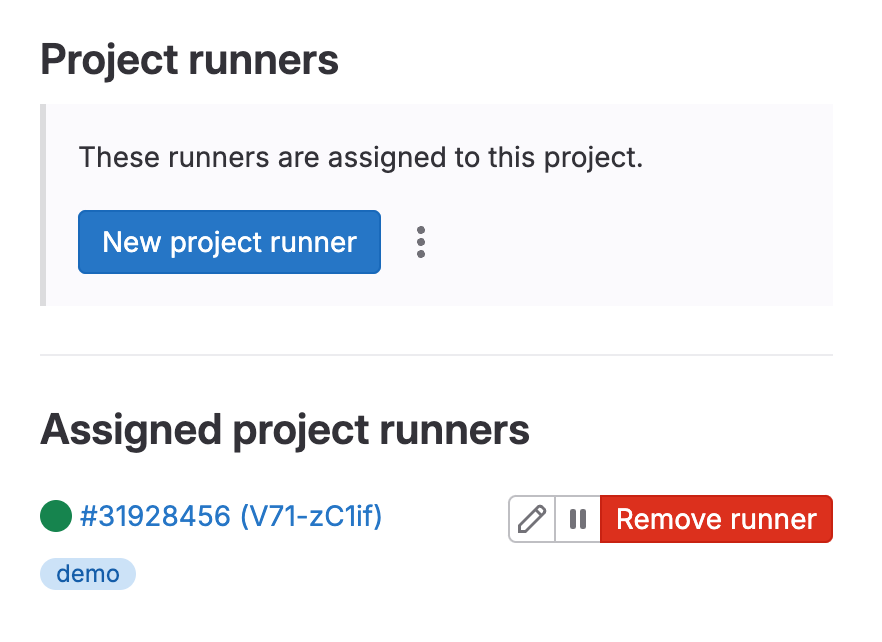 Project runners
These runners are assigned to this project.
New project runner
Assigned project runners
#31928456 (V71-zC1if)
Remove runner
demo